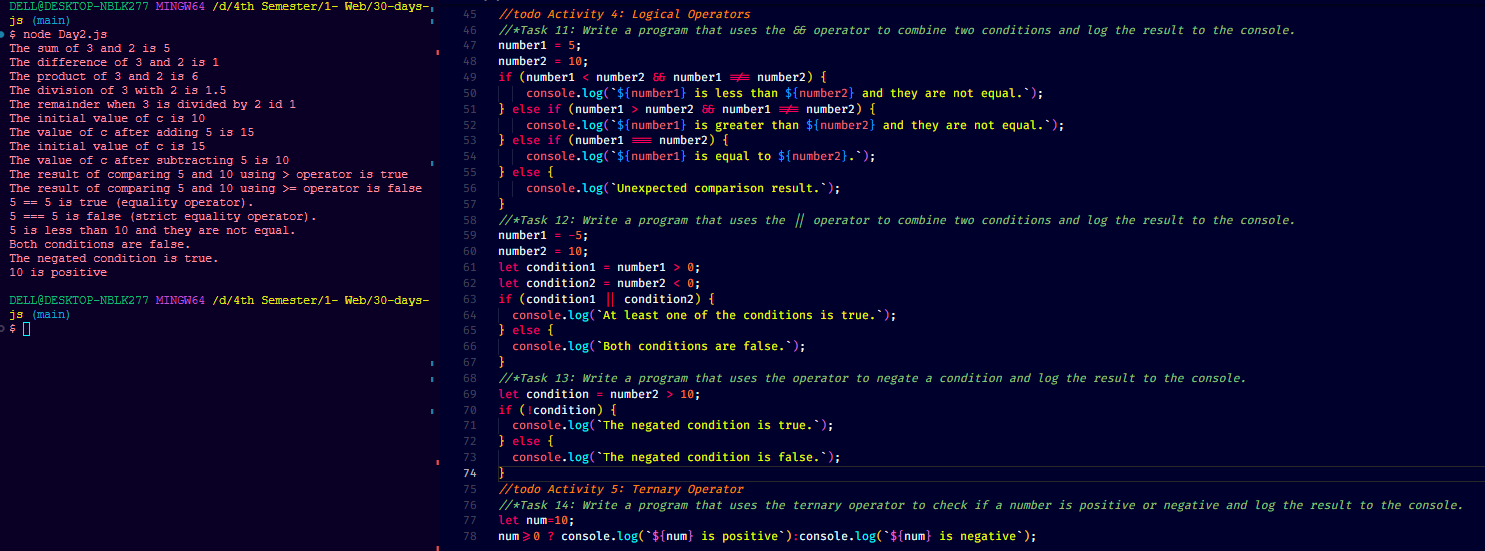 DELL@DESKTOP-NBLK277 MINGW64 /d/4th Semester/1- Web/30-days-
js (main)
$ node Day2.js
The sum of 3 and 2 is 5
The difference of 3 and 2 is 1
The product of 3 and 2 is 6
The division of 3 with 2 is 1.5
The remainder when 3 is divided by 2 id 1
The initial value of c is 10
The value of c after adding 5 is 15
The initial value of c is 15
The value of c after subtracting 5 is 10
The result of comparing 5 and 10 using > operator is true
The result of comparing 5 and 10 using >= operator is false
5 == 5 is true (equality operator).
5 === 5 is false (strict equality operator).
5 is less than 10 and they are not equal.
Both conditions are false.
The negated condition is true.
10 is positive
DELL@DESKTOP-NBLK277 MINGW64 /d/4th Semester/1- Web/30-days-
js (main)
$
45 //todo Activity 4: Logical Operators
46 //*Task 11: Write a program that uses the && operator to combine two conditions and log the result to the console.
47 number1 = 5;
48 number2 = 10;
49 if (number1 < number2 && number1 !== number2) {
50 console.log(`${number1} is less than ${number2} and they are not equal.`);
51 } else if (number1 > number2 && number1 !== number2) {
52 console.log(`${number1} is greater than ${number2} and they are not equal.`);
53 } else if (number1 === number2) {
54 console.log(`${number1} is equal to ${number2}.`);
55 } else {
56 console.log(`Unexpected comparison result.`);
57 }
58 //*Task 12: Write a program that uses the || operator to combine two conditions and log the result to the console.
59 number1 = -5;
60 number2 = 10;
61 let condition1 = number1 > 0;
62 let condition2 = number2 < 0;
63 if (condition1 || condition2) {
64 console.log(`At least one of the conditions is true.`);
65 } else {
66 console.log(`Both conditions are false.`);
67 }
68 //*Task 13: Write a program that uses the operator to negate a condition and log the result to the console.
69 let condition = number2 > 10;
70 if (!condition) {
71 console.log(`The negated condition is true.`);
72 } else {
73 console.log(`The negated condition is false.`);
74 }
75 //todo Activity 5: Ternary Operator
76 //*Task 14: Write a program that uses the ternary operator to check if a number is positive or negative and log the result to the console.
77 let num=10;
78 num>=0 ? console.log(`${num} is positive`):console.log(`${num} is negative`);